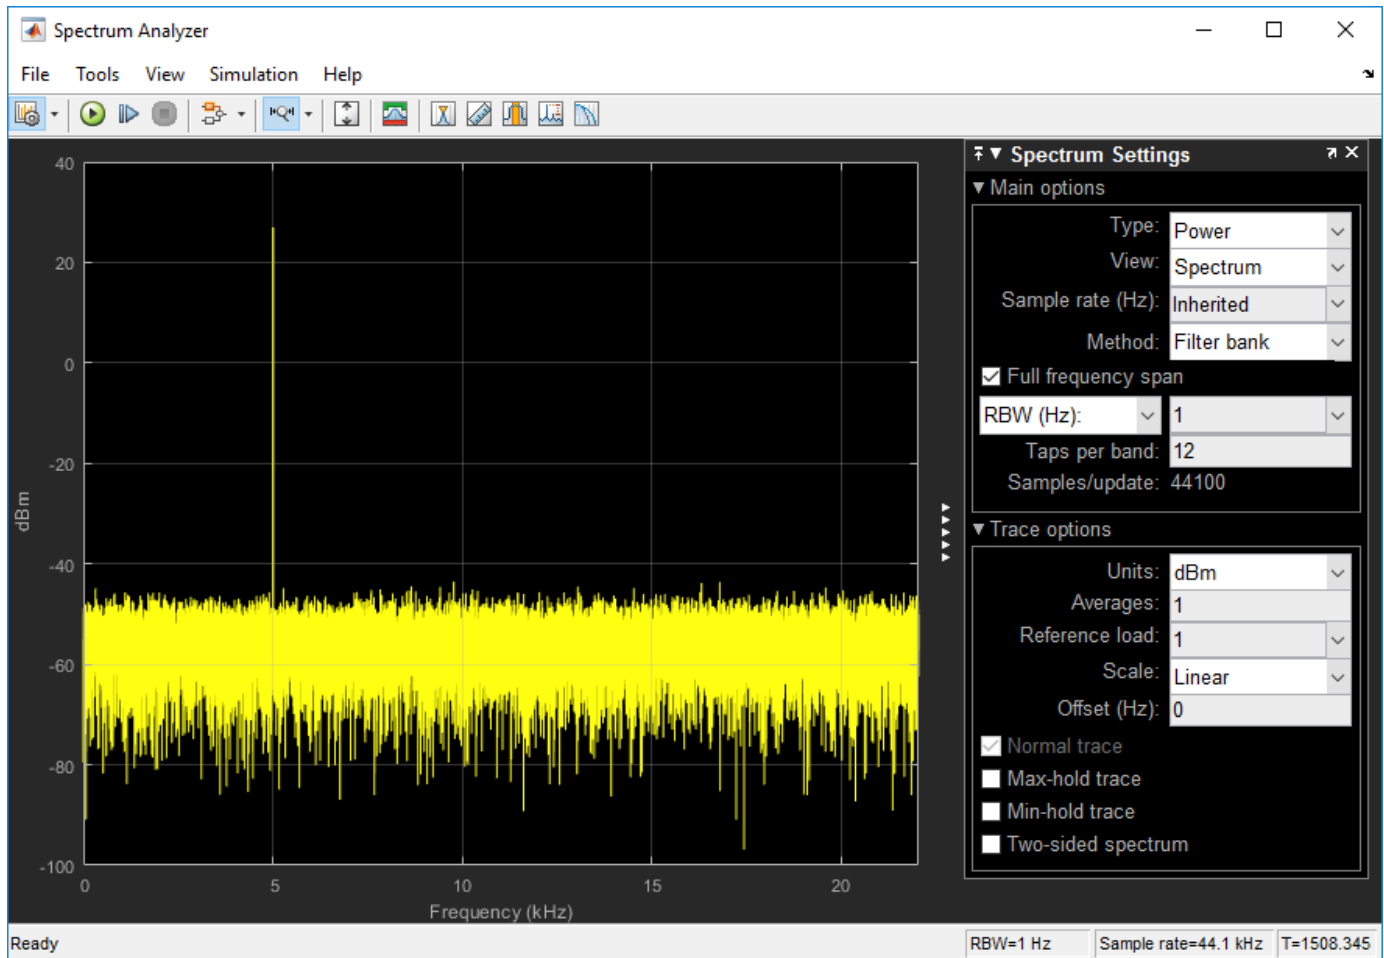 Spectrum Analyzer
File Tools View Simulation Help
Spectrum Settings
Main options
Type: Power
View: Spectrum
Sample rate (Hz): Inherited
Method: Filter bank
Full frequency span
RBW (Hz): 1
Taps per band: 12
Samples/update: 44100
Trace options
Units: dBm
Averages: 1
Reference load: 1
Scale: Linear
Offset (Hz): 0
Normal trace
Max-hold trace
Min-hold trace
Two-sided spectrum
40
20
0
-20
-40
-60
-80
-100
dBm
0 5 10 15 20
Frequency (kHz)
Ready RBW=1 Hz Sample rate=44.1 kHz T=1508.345